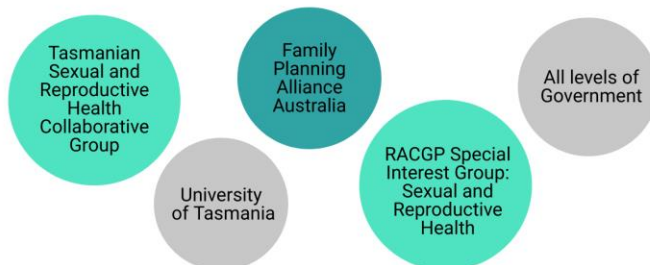 Tasmanian
Sexual and
Reproductive
Health
Collaborative
Group
University
of Tasmania
Family
Planning
Alliance
Australia
RACGP Special
Interest Group:
Sexual and
Reproductive
Health
All levels of
Government